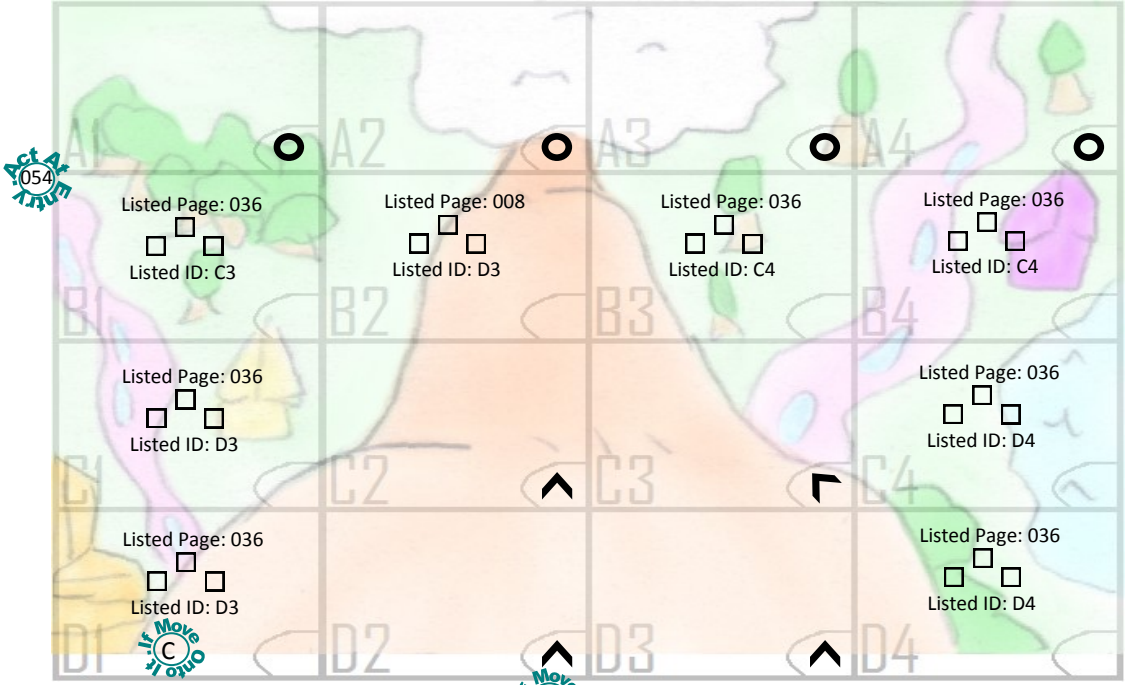 A1 A2 A3 A4
Act At Entry.
054
Listed Page: 036
Listed ID: C3
Listed Page: 008
Listed ID: D3
Listed Page: 036
Listed ID: C4
Listed Page: 036
Listed ID: C4
B1 B2 B3 B4
Listed Page: 036
Listed ID: D3
Listed Page: 036
Listed ID: D4
C1 C2 C3 C4
Listed Page: 036
Listed ID: D3
Listed Page: 036
Listed ID: D4
If Move Onto It.
C
D1 D2 D3 D4
Move